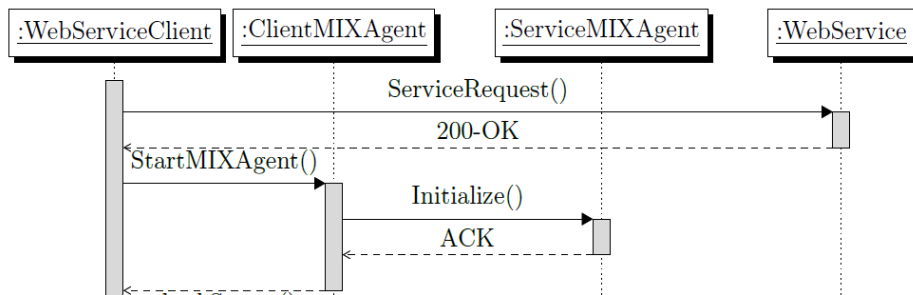 :WebServiceClient :ClientMIXAgent :ServiceMIXAgent :WebService
ServiceRequest()
200-OK
StartMIXAgent()
Initialize()
ACK